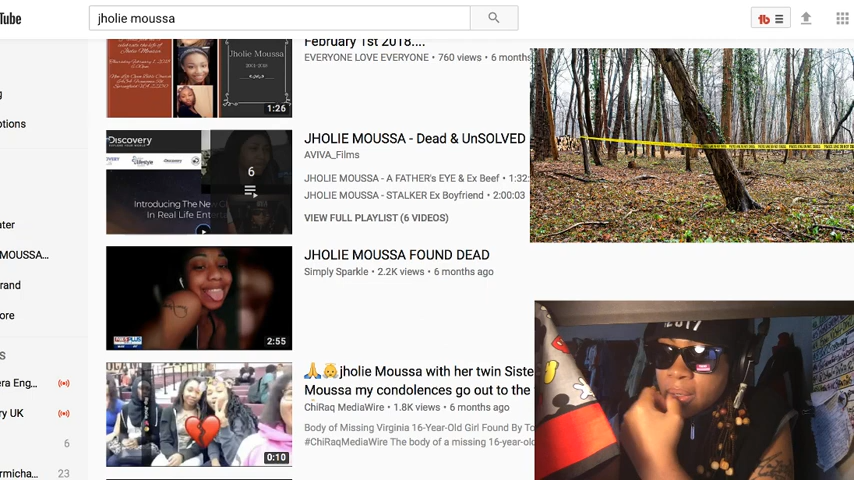 Tube
jholie moussa
February 1st 2018....
EVERYONE LOVE EVERYONE • 760 views • 6 months
Jholie Moussa
1:26
JHOLIE MOUSSA - Dead & UnSOLVED
AVIVA_Films
JHOLIE MOUSSA - A FATHER's EYE & Ex Beef • 1:32:
JHOLIE MOUSSA - STALKER Ex Boyfriend • 2:00:03
VIEW FULL PLAYLIST (6 VIDEOS)
Discovery
6
Introducing The New
In Real Life Enterta
JHOLIE MOUSSA FOUND DEAD
Simply Sparkle • 2.2K views • 6 months ago
2:55
🙏👩jholie Moussa with her twin Siste
Moussa my condolences go out to the
ChiRaq MediaWire • 1.8K views • 6 months ago
Body of Missing Virginia 16-Year-Old Girl Found By To
#ChiRaqMediaWire The body of a missing 16-year-old
0:10
g
ptions
ater
MOUSSA...
rand
ore
S
era Eng...
ry UK
6
rmicha...
23
2017